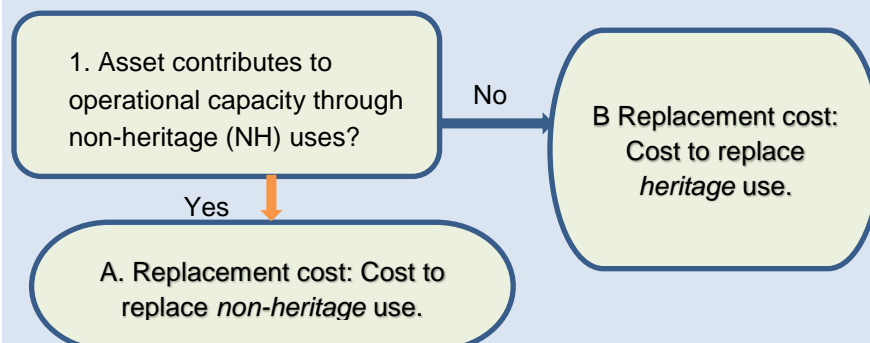 1. Asset contributes to
operational capacity through
non-heritage (NH) uses?
No
B Replacement cost:
Cost to replace
heritage use.
Yes
A. Replacement cost: Cost to
replace non-heritage use.